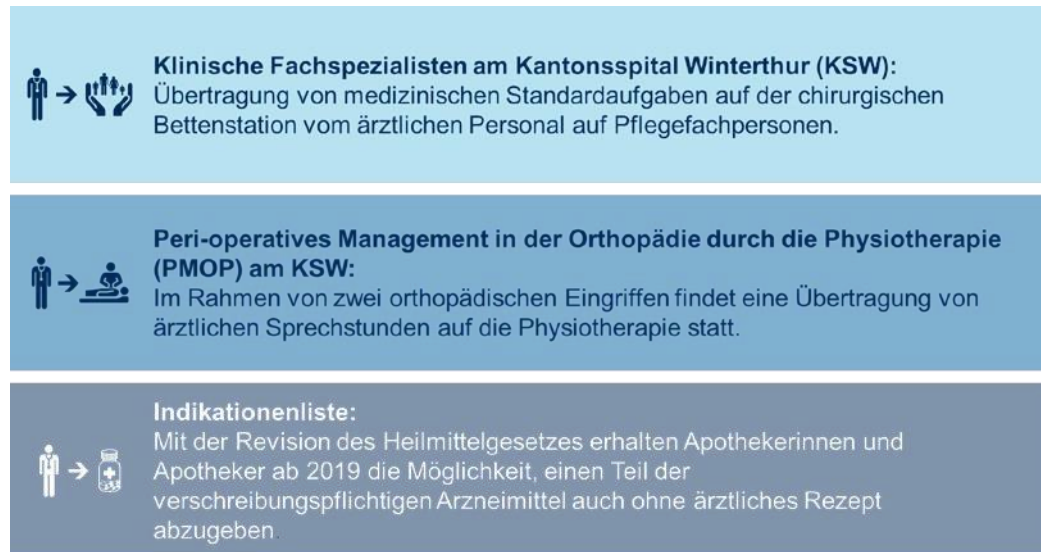 Klinische Fachspezialisten am Kantonsspital Winterthur (KSW):
Übertragung von medizinischen Standardaufgaben auf der chirurgischen
Bettenstation vom ärztlichen Personal auf Pflegefachpersonen.
Peri-operatives Management in der Orthopädie durch die Physiotherapie
(PMOP) am KSW:
Im Rahmen von zwei orthopädischen Eingriffen findet eine Übertragung von
ärztlichen Sprechstunden auf die Physiotherapie statt.
Indikationenliste:
Mit der Revision des Heilmittelgesetzes erhalten Apothekerinnen und
Apotheker ab 2019 die Möglichkeit, einen Teil der
verschreibungspflichtigen Arzneimittel auch ohne ärztliches Rezept
abzugeben.